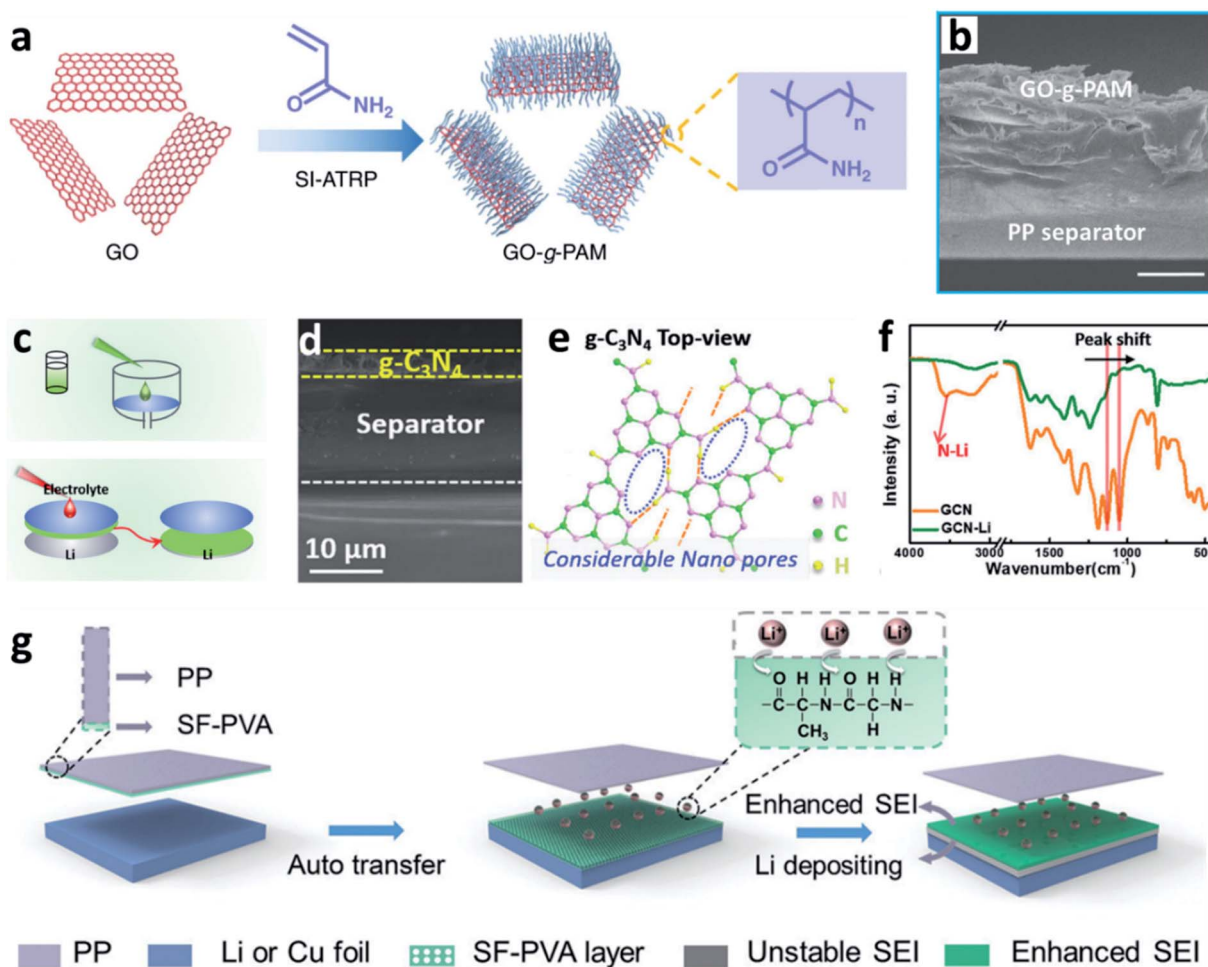 a
O
NH₂
SI-ATRP
GO
GO-g-PAM
n
O
NH₂
b
GO-g-PAM
PP separator
c
Electrolyte
Li
Li
d
g-C₃N₄
Separator
10 μm
e g-C₃N₄ Top-view
N
C
H
Considerable Nano pores
f
Peak shift
N-Li
GCN
GCN-Li
Intensity (a. u.)
4000 3000 1500 1000 500
Wavenumber(cm⁻¹)
g
PP
SF-PVA
Li⁺ Li⁺ Li⁺
O H H O H H
C C N C C N
CH₃ H
Auto transfer
Enhanced SEI
Li depositing
PP Li or Cu foil SF-PVA layer Unstable SEI Enhanced SEI